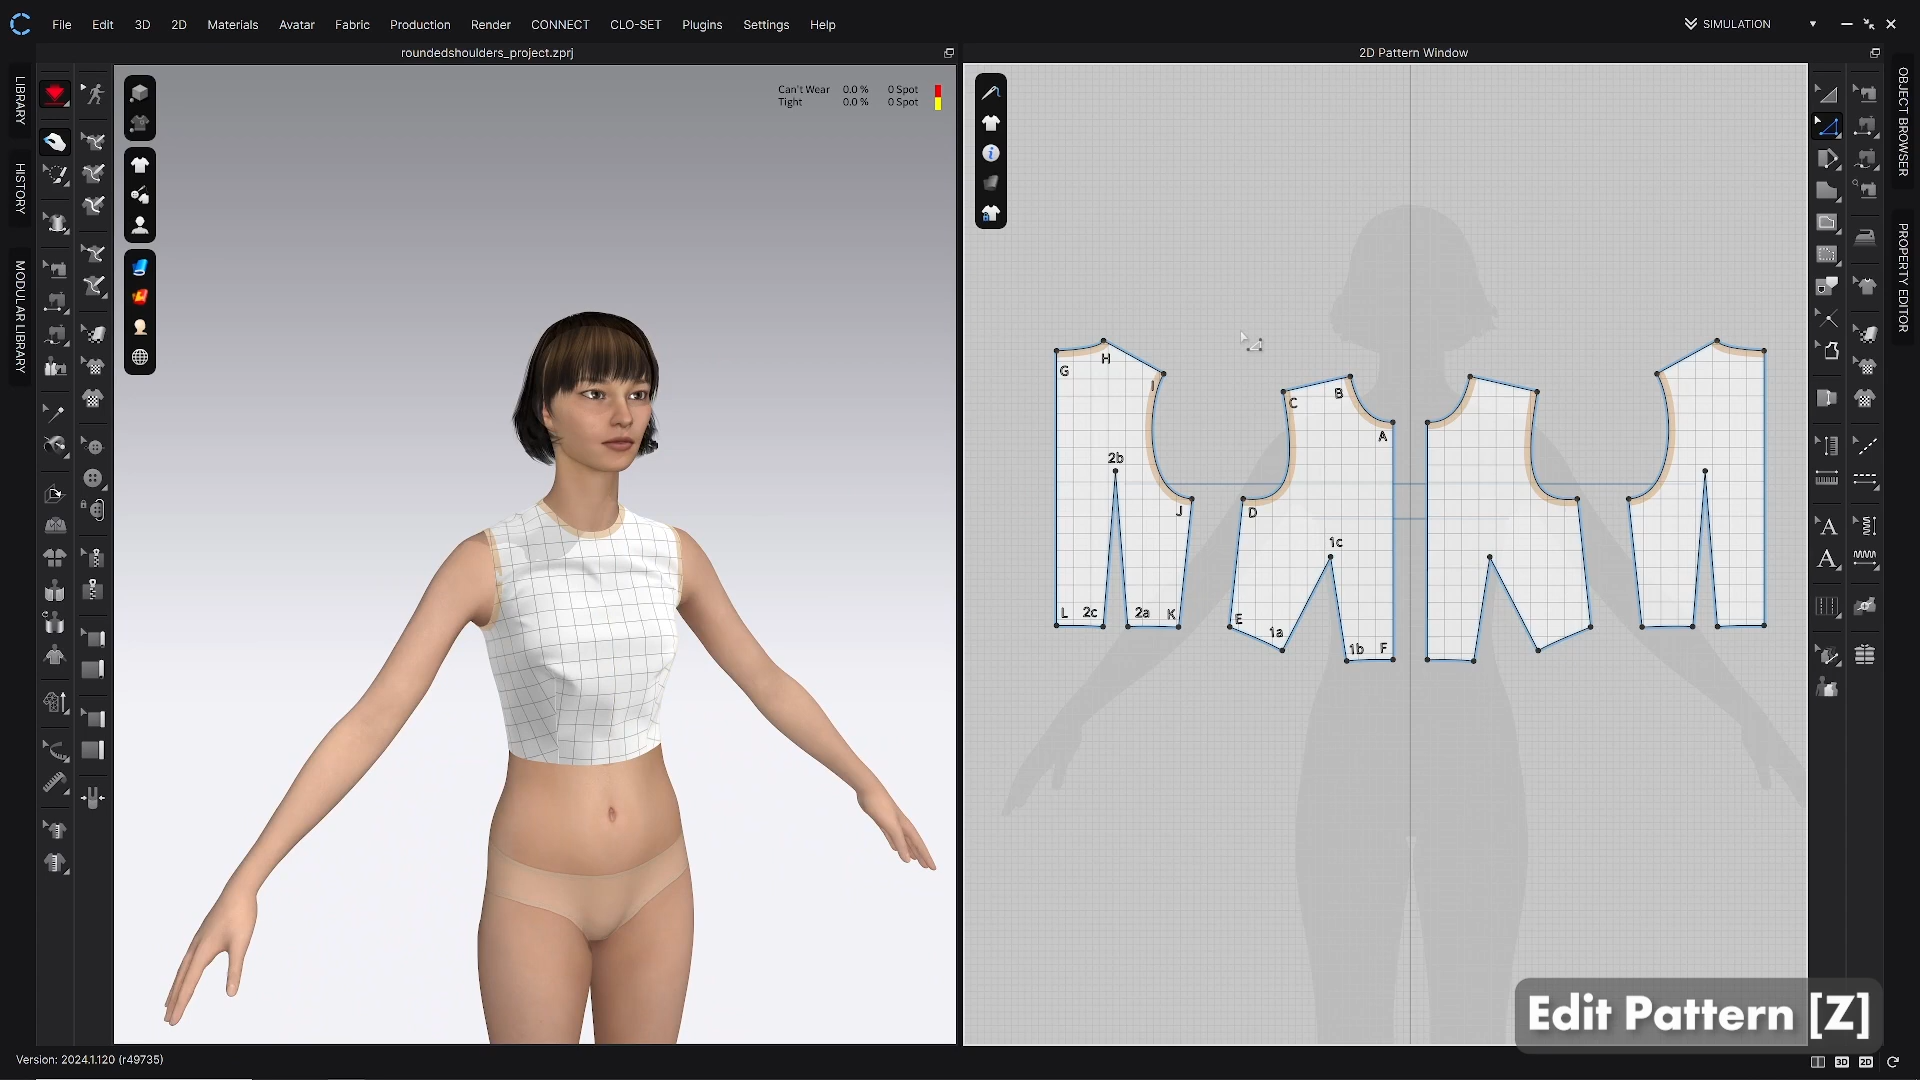 File Edit 3D 2D Materials Avatar Fabric Production Render CONNECT CLO-SET Plugins Settings Help
SIMULATION
roundedshoulders_project.zprj
2D Pattern Window
LIBRARY
HISTORY
MODULAR LIBRARY
Can't Wear 0.0 % 0 Spot
Tight 0.0 % 0 Spot
OBJECT BROWSER
PROPERTY EDITOR
G H
I
2b
J
L 2c 2a K
C B
A
D
1c
E
1a
1b F
A
A
Edit Pattern [Z]
Version: 2024.1.120 (r49735)
3D 2D